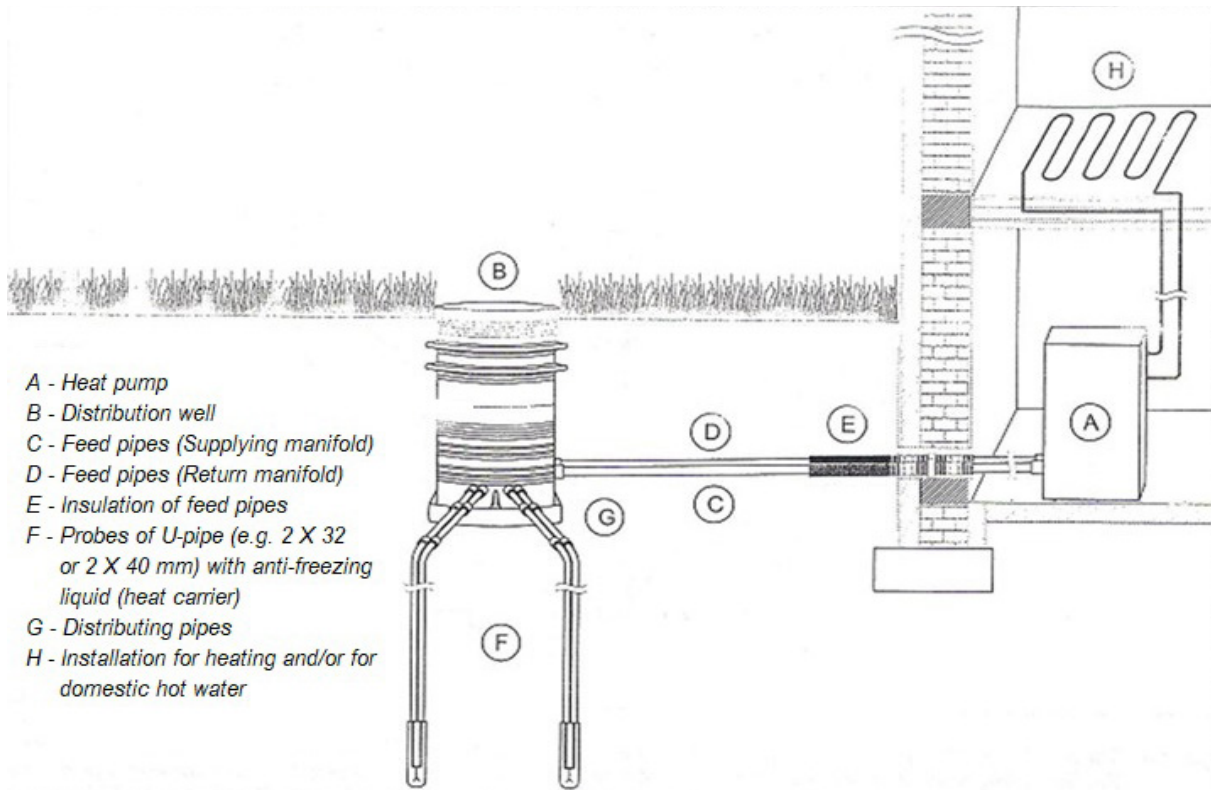 H
B
A - Heat pump
B - Distribution well
C - Feed pipes (Supplying manifold)
D - Feed pipes (Return manifold)
E - Insulation of feed pipes
F - Probes of U-pipe (e.g. 2 X 32
or 2 X 40 mm) with anti-freezing
liquid (heat carrier)
G - Distributing pipes
H - Installation for heating and/or for
domestic hot water
D
E
A
C
G
F